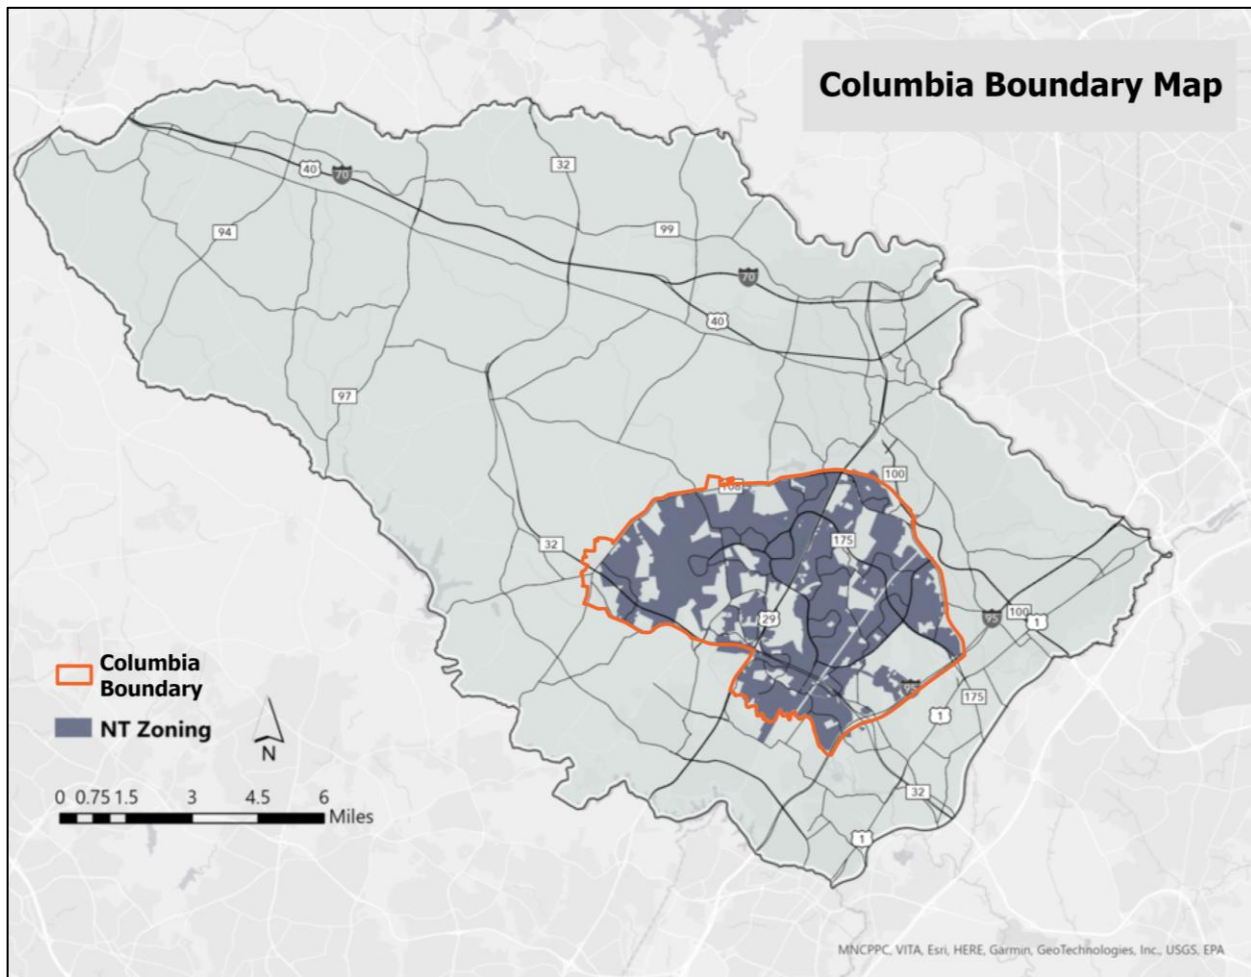 Columbia Boundary Map
32
40
70
94
99
70
40
97
100
108
32
175
29
95
100
1
95
175
1
32
1
Columbia
Boundary
NT Zoning
N
0 0.75 1.5 3 4.5 6
Miles
MNCPPC, VITA, Esri, HERE, Garmin, GeoTechnologies, Inc., USGS, EPA